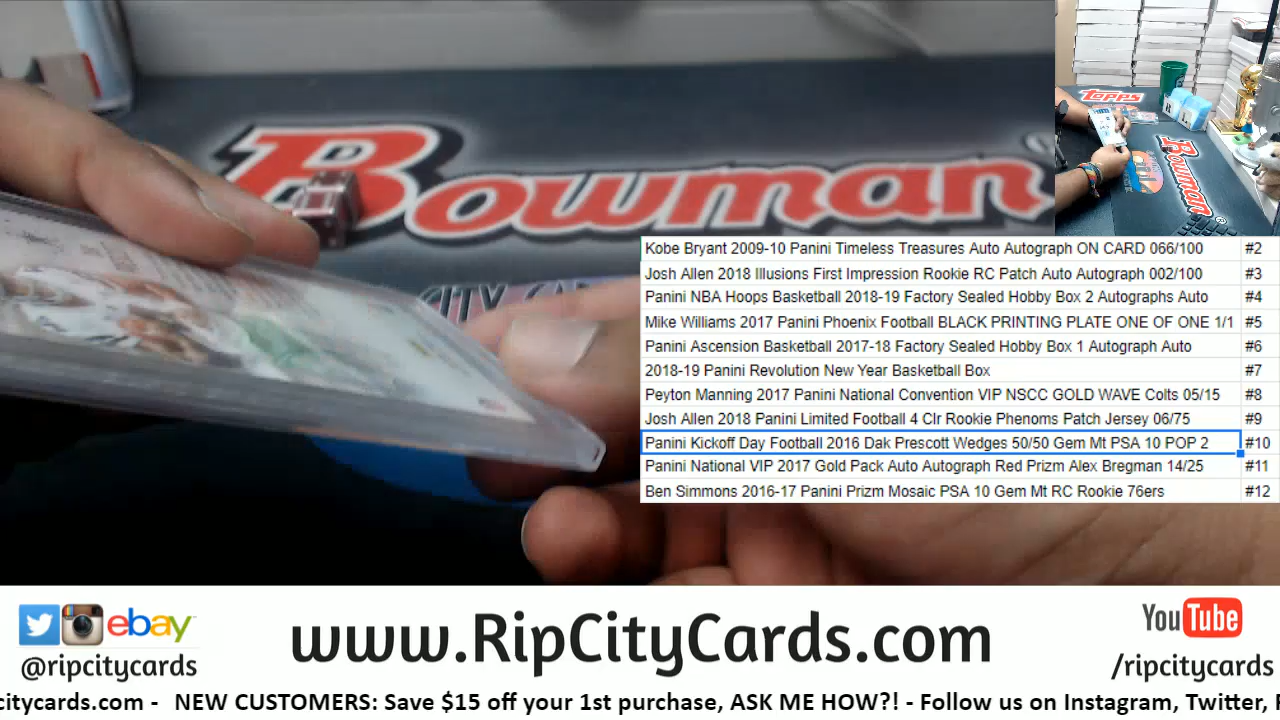 Topps
Bowman
Bowman
Kobe Bryant 2009-10 Panini Timeless Treasures Auto Autograph ON CARD 066/100 #2
Josh Allen 2018 Illusions First Impression Rookie RC Patch Auto Autograph 002/100 #3
Panini NBA Hoops Basketball 2018-19 Factory Sealed Hobby Box 2 Autographs Auto #4
Mike Williams 2017 Panini Phoenix Football BLACK PRINTING PLATE ONE OF ONE 1/1 #5
Panini Ascension Basketball 2017-18 Factory Sealed Hobby Box 1 Autograph Auto #6
2018-19 Panini Revolution New Year Basketball Box #7
Peyton Manning 2017 Panini National Convention VIP NSCC GOLD WAVE Colts 05/15 #8
Josh Allen 2018 Panini Limited Football 4 Clr Rookie Phenoms Patch Jersey 06/75 #9
Panini Kickoff Day Football 2016 Dak Prescott Wedges 50/50 Gem Mt PSA 10 POP 2 #10
Panini National VIP 2017 Gold Pack Auto Autograph Red Prizm Alex Bregman 14/25 #11
Ben Simmons 2016-17 Panini Prizm Mosaic PSA 10 Gem Mt RC Rookie 76ers #12
ebay
@ripcitycards
www.RipCityCards.com
YouTube
/ripcitycards
citycards.com - NEW CUSTOMERS: Save $15 off your 1st purchase, ASK ME HOW?! - Follow us on Instagram, Twitter,